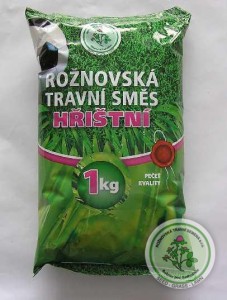 ROŽNOVSKÁ
TRAVNÍ SMĚS
HŘIŠTNÍ
1kg
PEČEŤ
KVALITY